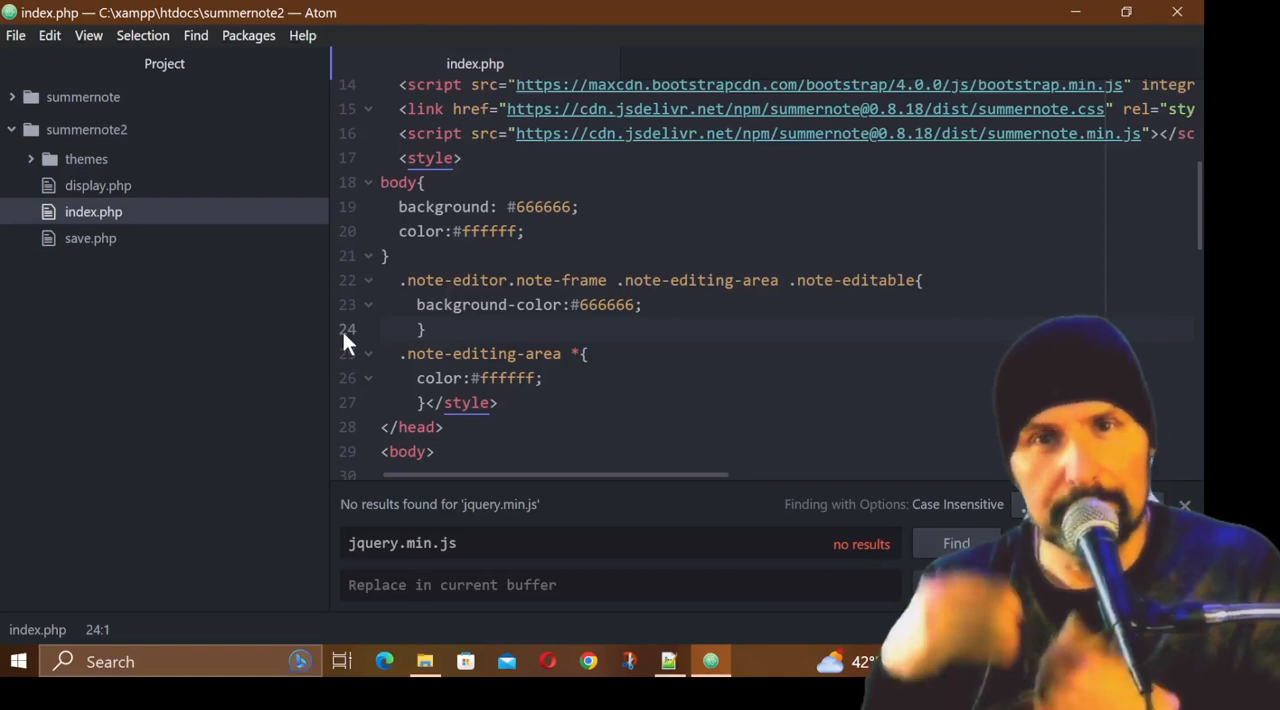 index.php — C:\xampp\htdocs\summernote2 — Atom
File Edit View Selection Find Packages Help
Project
index.php
summernote
summernote2
themes
display.php
index.php
save.php
14 <script src="https://maxcdn.bootstrapcdn.com/bootstrap/4.0.0/js/bootstrap.min.js" integr
15 <link href="https://cdn.jsdelivr.net/npm/summernote@0.8.18/dist/summernote.css" rel="sty
16 <script src="https://cdn.jsdelivr.net/npm/summernote@0.8.18/dist/summernote.min.js"></sc
17 <style>
18 body{
19 background: #666666;
20 color:#ffffff;
21 }
22 .note-editor.note-frame .note-editing-area .note-editable{
23 background-color:#666666;
24 }
.note-editing-area *{
26 color:#ffffff;
27 }</style>
28 </head>
29 <body>
30
No results found for 'jquery.min.js'
Finding with Options: Case Insensitive
jquery.min.js
no results
Find
Replace in current buffer
index.php 24:1
Search
42°